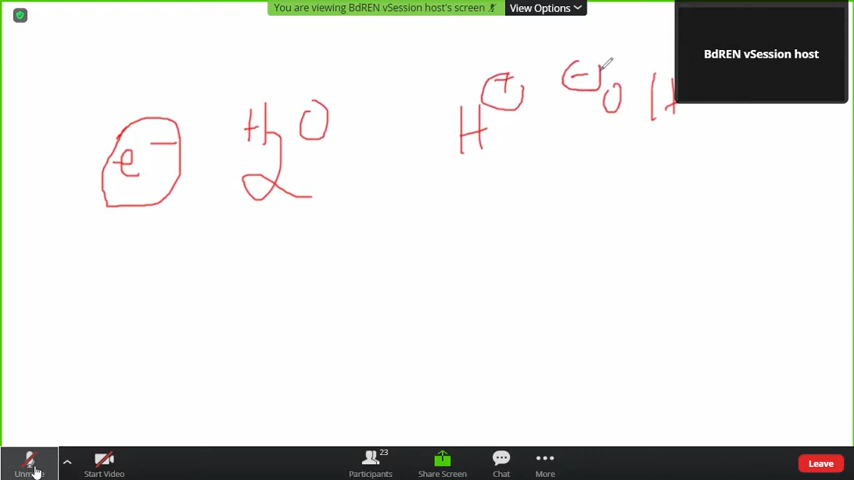 You are viewing BdREN vSession host's screen
View Options
BdREN vSession host
e⁻ H₂O H⁺ ⁻O H
Unmute
Start Video
23
Participants
Share Screen
Chat
More
Leave